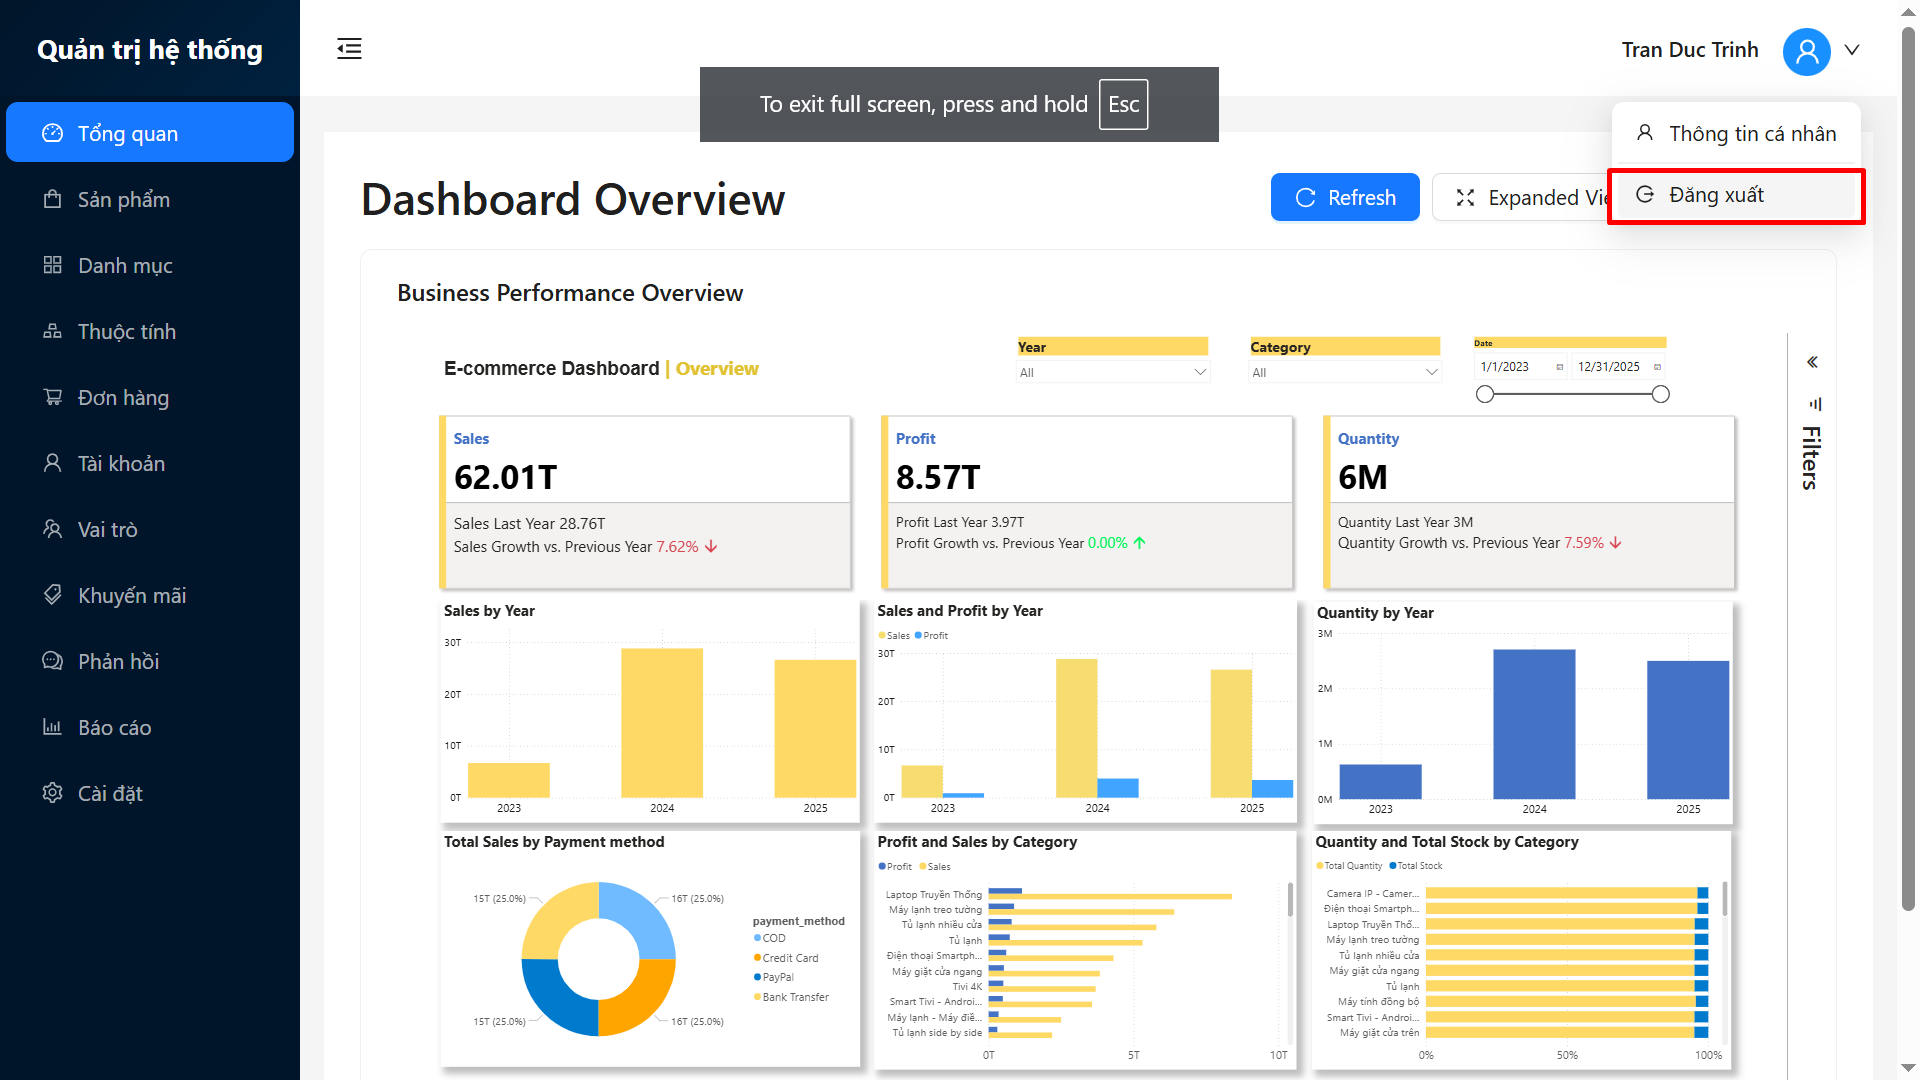 Quản trị hệ thống
Tran Duc Trinh
To exit full screen, press and hold Esc
Tổng quan
Sản phẩm
Danh mục
Thuộc tính
Đơn hàng
Tài khoản
Vai trò
Khuyến mãi
Phản hồi
Báo cáo
Cài đặt
Thông tin cá nhân
Đăng xuất
Dashboard Overview
Refresh
Expanded Vie
Business Performance Overview
E-commerce Dashboard | Overview
Year
All
Category
All
Date
1/1/2023
12/31/2025
Filters
Sales
62.01T
Sales Last Year 28.76T
Sales Growth vs. Previous Year 7.62%
Profit
8.57T
Profit Last Year 3.97T
Profit Growth vs. Previous Year 0.00%
Quantity
6M
Quantity Last Year 3M
Quantity Growth vs. Previous Year 7.59%
Sales by Year
30T
20T
10T
0T
2023 2024 2025
Sales and Profit by Year
Sales Profit
30T
20T
10T
0T
2023 2024 2025
Quantity by Year
3M
2M
1M
0M
2023 2024 2025
Total Sales by Payment method
15T (25.0%)
16T (25.0%)
15T (25.0%)
16T (25.0%)
payment_method
COD
Credit Card
PayPal
Bank Transfer
Profit and Sales by Category
Profit Sales
Laptop Truyền Thống
Máy lạnh treo tường
Tủ lạnh nhiều cửa
Tủ lạnh
Điện thoại Smartph...
Máy giặt cửa ngang
Tivi 4K
Smart Tivi - Androi...
Máy lạnh - Máy điề...
Tủ lạnh side by side
0T 5T 10T
Quantity and Total Stock by Category
Total Quantity Total Stock
Camera IP - Camer...
Điện thoại Smartph...
Laptop Truyền Thố...
Máy lạnh treo tường
Tủ lạnh nhiều cửa
Máy giặt cửa ngang
Tủ lạnh
Máy tính đồng bộ
Smart Tivi - Androi...
Máy giặt cửa trên
0% 50% 100%